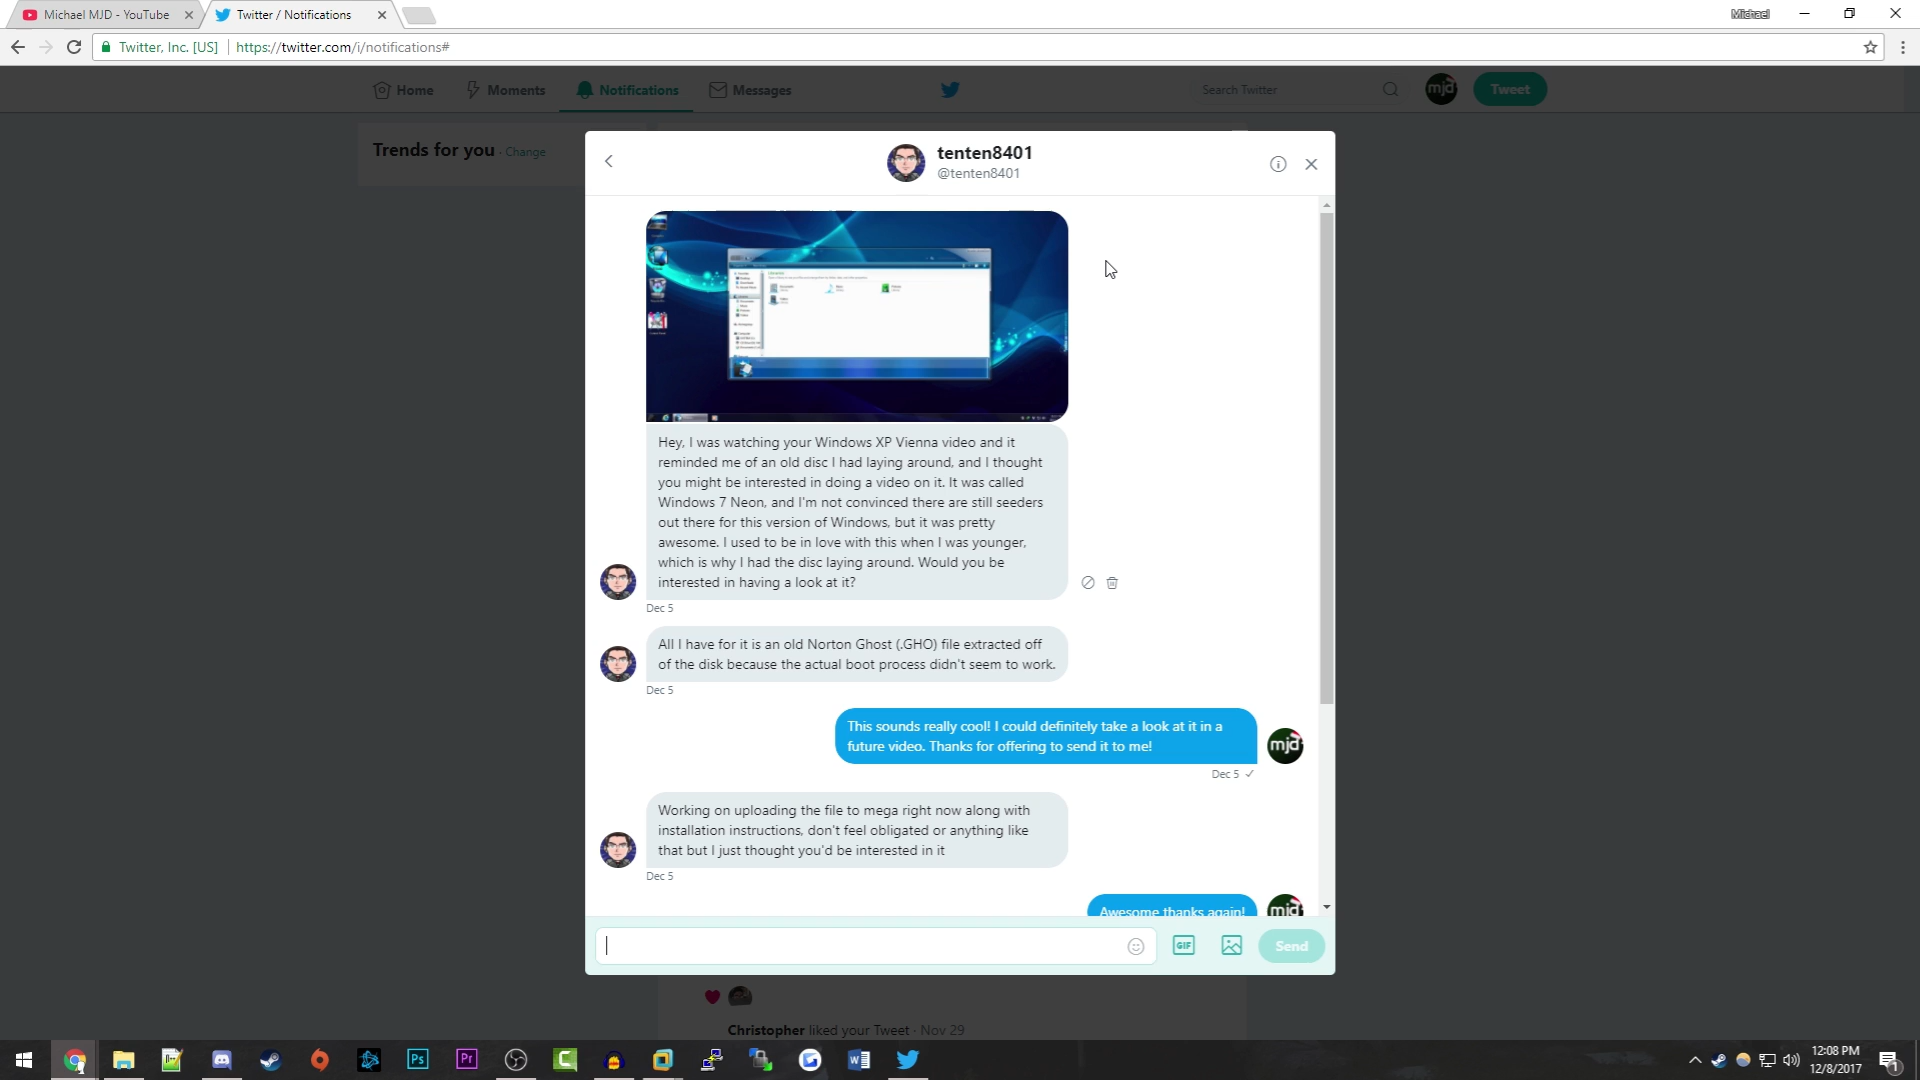 Michael MJD - YouTube
Twitter / Notifications
Michael
Twitter, Inc. [US]
https://twitter.com/i/notifications#
Home
Moments
Notifications
Messages
Search Twitter
mjd
Tweet
Trends for you · Change
tenten8401
@tenten8401
Hey, I was watching your Windows XP Vienna video and it
reminded me of an old disc I had laying around, and I thought
you might be interested in doing a video on it. It was called
Windows 7 Neon, and I'm not convinced there are still seeders
out there for this version of Windows, but it was pretty
awesome. I used to be in love with this when I was younger,
which is why I had the disc laying around. Would you be
interested in having a look at it?
Dec 5
All I have for it is an old Norton Ghost (.GHO) file extracted off
of the disk because the actual boot process didn't seem to work.
Dec 5
This sounds really cool! I could definitely take a look at it in a
future video. Thanks for offering to send it to me!
mjd
Dec 5
Working on uploading the file to mega right now along with
installation instructions, don't feel obligated or anything like
that but I just thought you'd be interested in it
Dec 5
Awesome thanks again!
mjd
GIF
Send
Christopher liked your Tweet · Nov 29
Ps
Pr
12:08 PM
12/8/2017
1